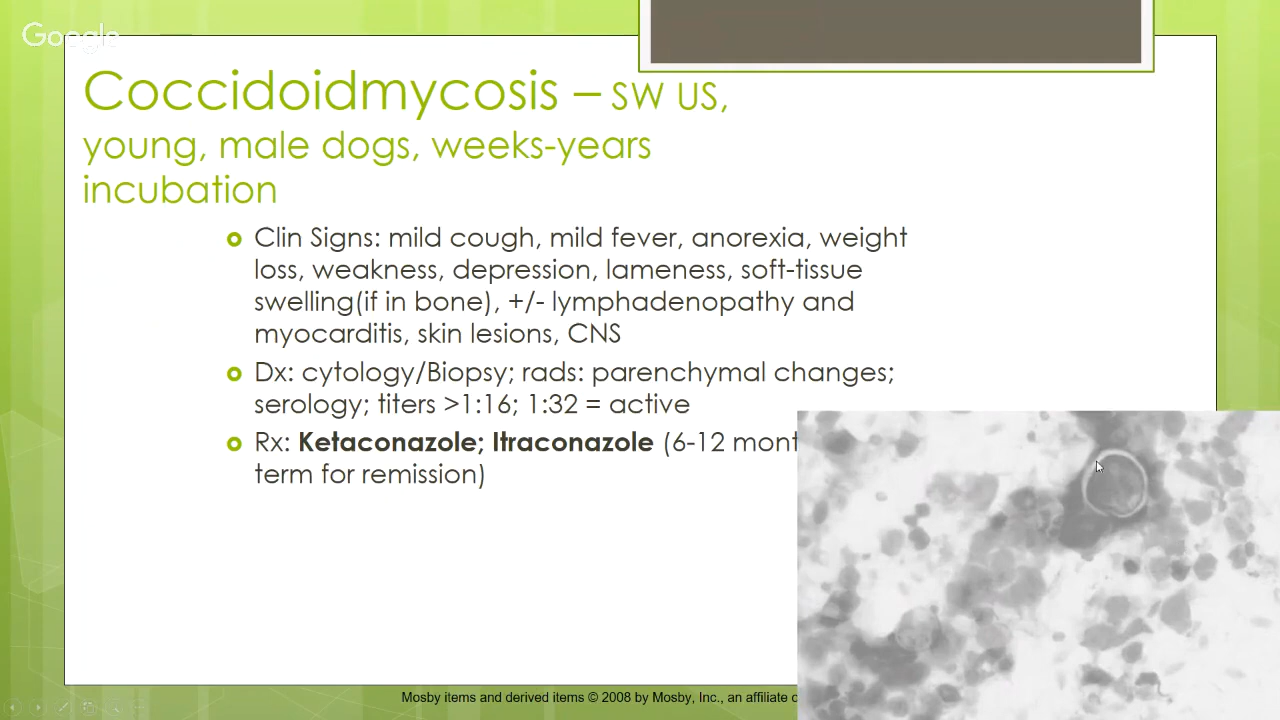 Google
Coccidoidmycosis – SW US,
young, male dogs, weeks-years
incubation
Clin Signs: mild cough, mild fever, anorexia, weight
loss, weakness, depression, lameness, soft-tissue
swelling(if in bone), +/- lymphadenopathy and
myocarditis, skin lesions, CNS
Dx: cytology/Biopsy; rads: parenchymal changes;
serology; titers >1:16; 1:32 = active
Rx: Ketaconazole; Itraconazole (6-12 mont
term for remission)
Mosby items and derived items © 2008 by Mosby, Inc., an affiliate o